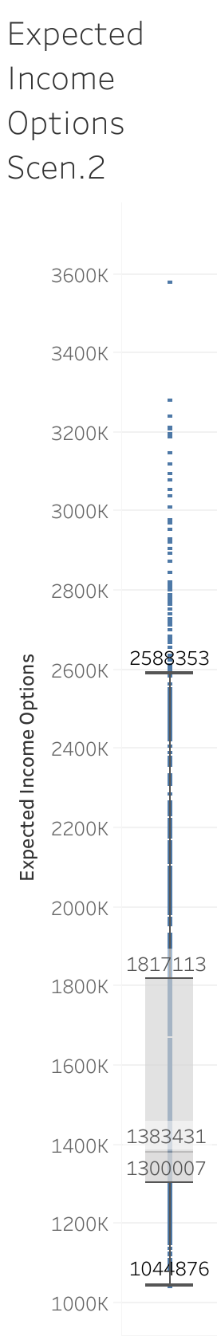 Expected
Income
Options
Scen.2
3600K
3400K
3200K
3000K
2800K
2588353
2600K
Expected Income Options
2400K
2200K
2000K
1817113
1800K
1600K
1383431
1400K
1300007
1200K
1044876
1000K